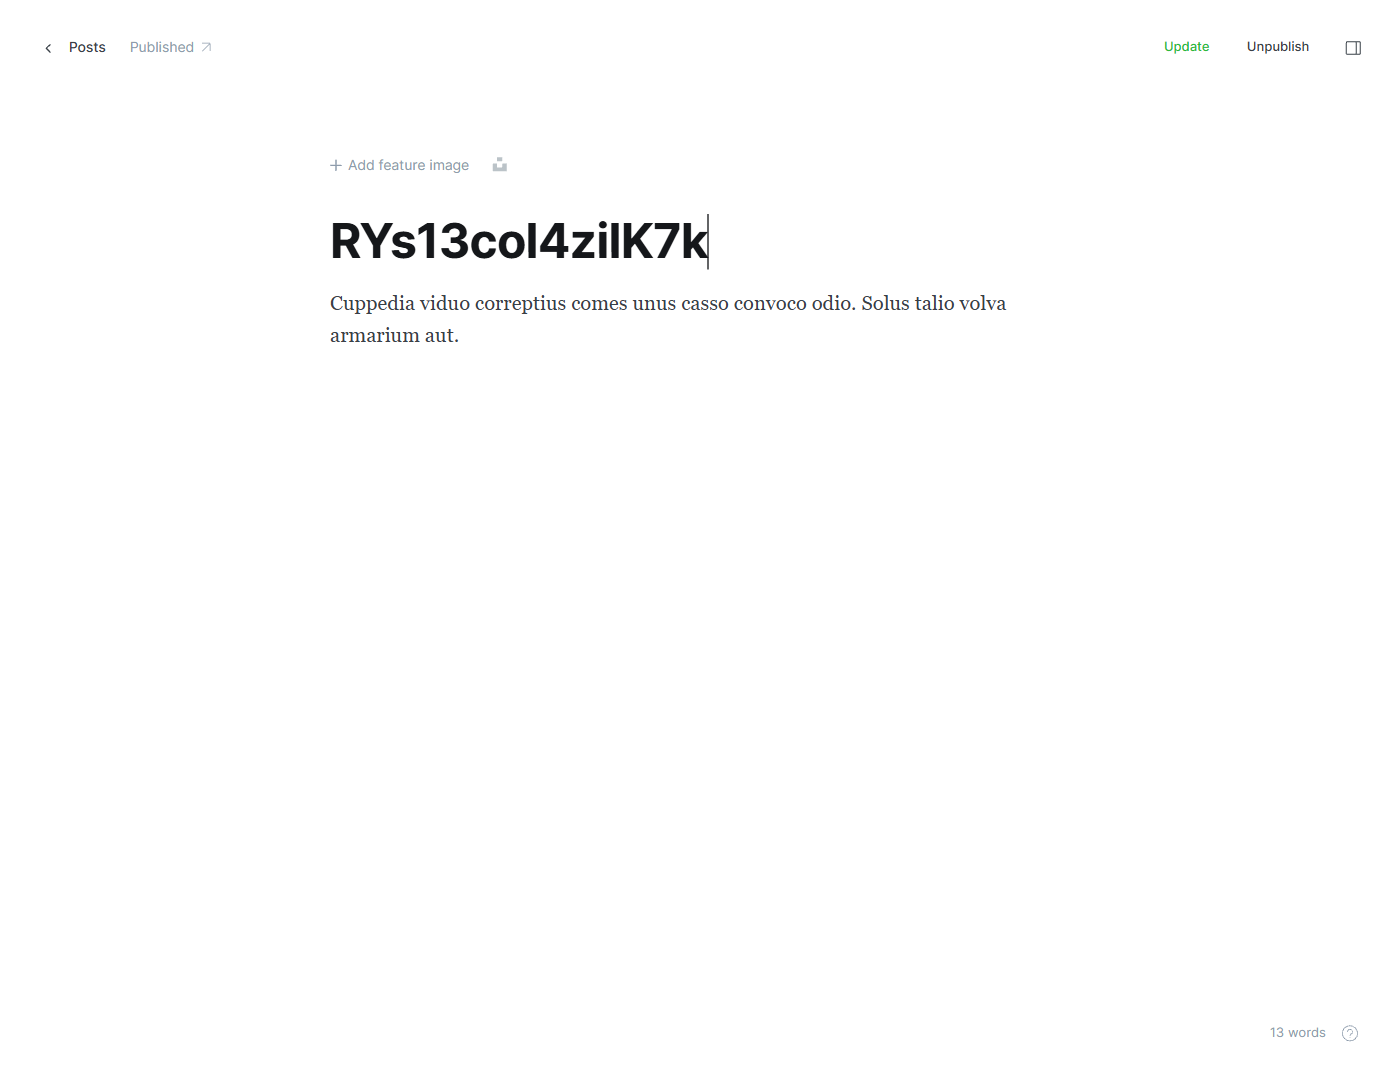 Posts
Published
Update
Unpublish
Add feature image
RYs13coI4zilK7k
Cuppedia viduo correptius comes unus casso convoco odio. Solus talio volva
armarium aut.
13 words